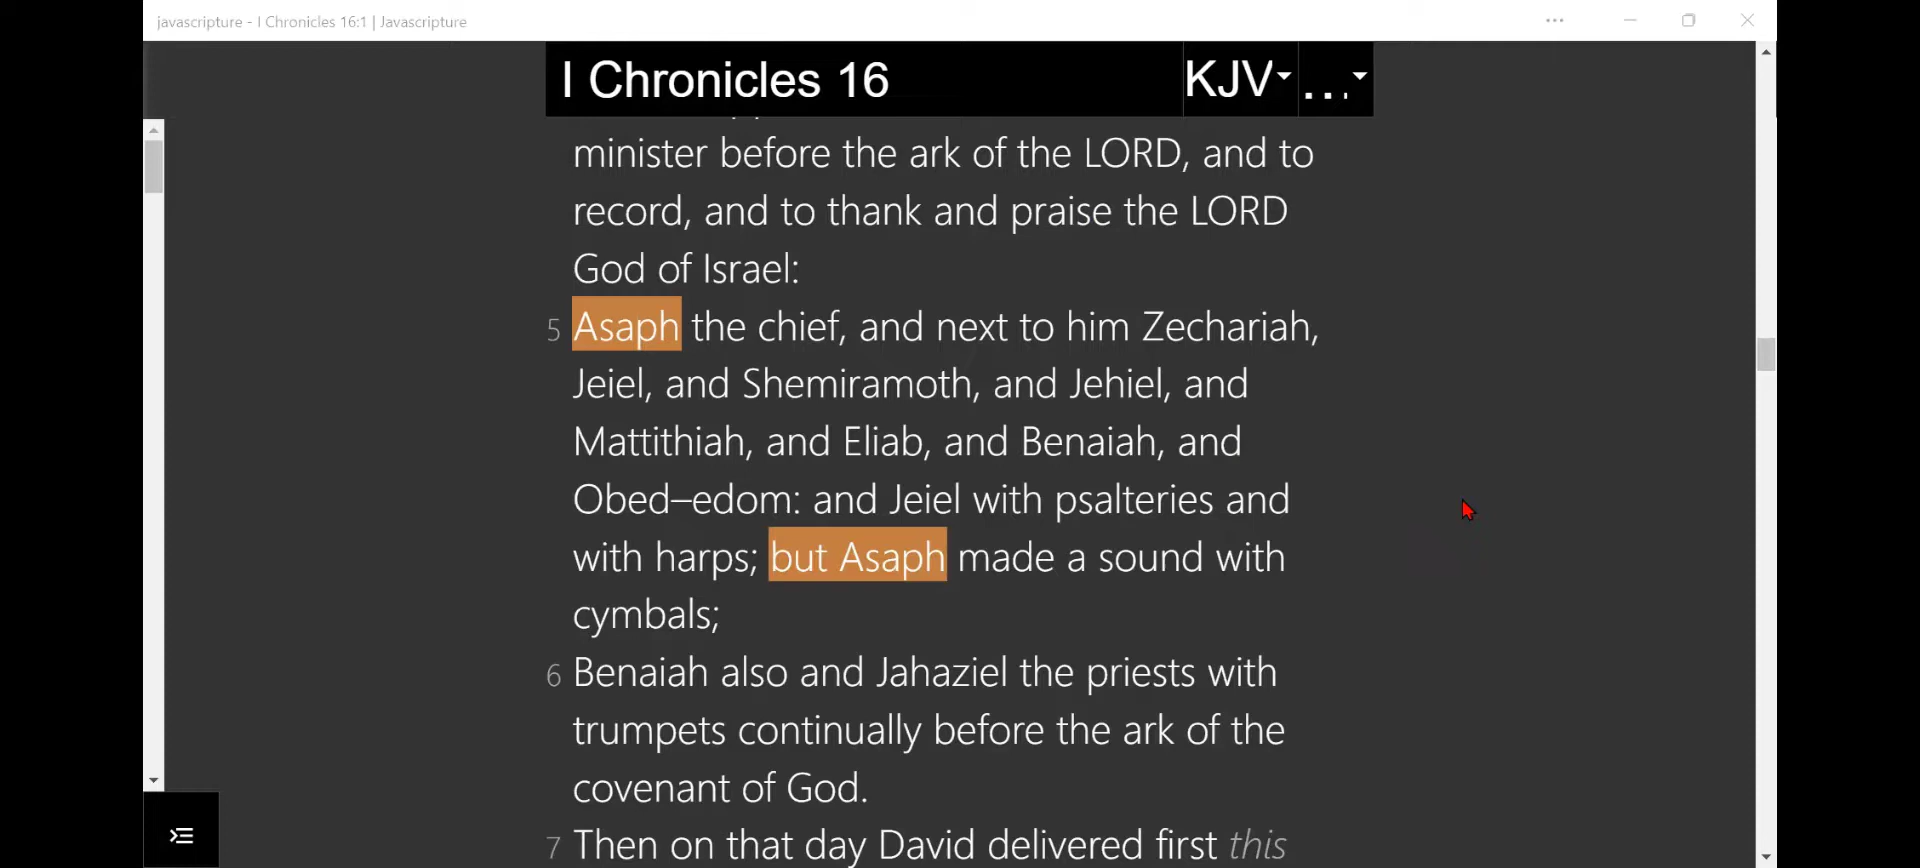 javascripture - I Chronicles 16:1 | Javascripture
I Chronicles 16 KJV ...
minister before the ark of the LORD, and to
record, and to thank and praise the LORD
God of Israel:
5 Asaph the chief, and next to him Zechariah,
Jeiel, and Shemiramoth, and Jehiel, and
Mattithiah, and Eliab, and Benaiah, and
Obed–edom: and Jeiel with psalteries and
with harps; but Asaph made a sound with
cymbals;
6 Benaiah also and Jahaziel the priests with
trumpets continually before the ark of the
covenant of God.
7 Then on that day David delivered first this